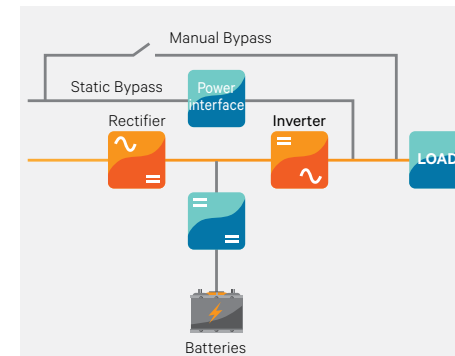 Manual Bypass
Static Bypass
Power
interface
Rectifier
Inverter
LOAD
Batteries